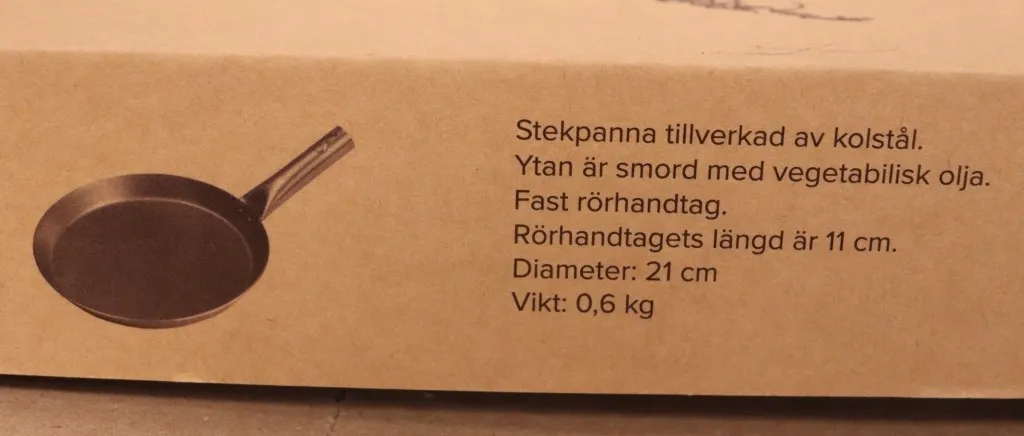 Stekpanna tillverkad av kolstål.
Ytan är smord med vegetabilisk olja.
Fast rörhandtag.
Rörhandtagets längd är 11 cm.
Diameter: 21 cm
Vikt: 0,6 kg